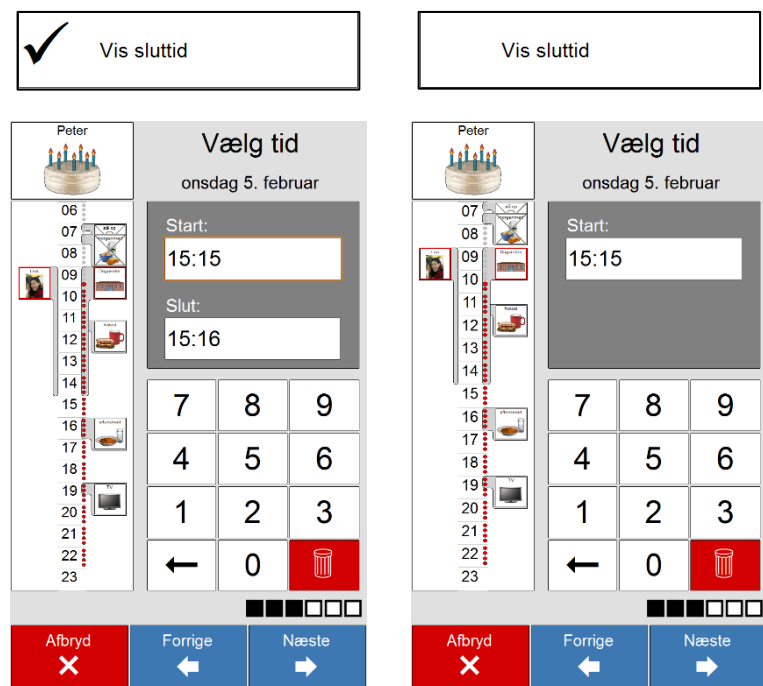 Vis sluttid
Peter
Vælg tid
onsdag 5. februar
06
07
08
09
10
11
12
13
14
15
16
17
18
19
20
21
22
23
Start:
15:15
Slut:
15:16
7 8 9
4 5 6
1 2 3
0
Afbryd
Forrige
Næste
Vis sluttid
Peter
Vælg tid
onsdag 5. februar
07
08
09
10
11
12
13
14
15
16
17
18
19
20
21
22
23
Start:
15:15
7 8 9
4 5 6
1 2 3
0
Afbryd
Forrige
Næste